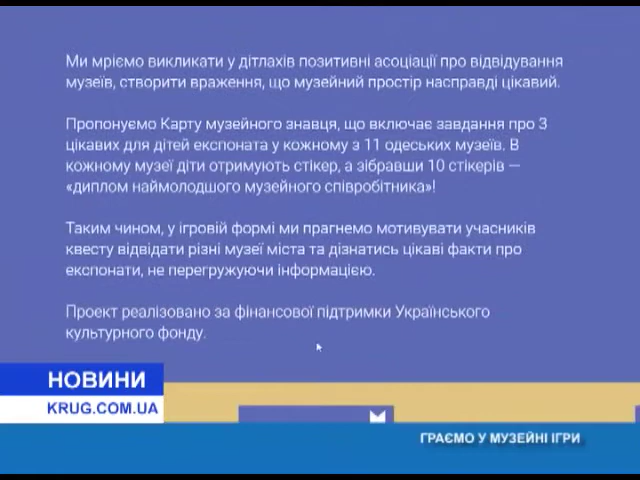 Ми мріємо викликати у дітлахів позитивні асоціації про відвідування
музеїв, створити враження, що музейний простір насправді цікавий.
Пропонуємо Карту музейного знавця, що включає завдання про 3
цікавих для дітей експоната у кожному з 11 одеських музеїв. В
кожному музеї діти отримують стікер, а зібравши 10 стікерів —
«диплом наймолодшого музейного співробітника»!
Таким чином, у ігровій формі ми прагнемо мотивувати учасників
квесту відвідати різні музеї міста та дізнатись цікаві факти про
експонати, не перегружуючи інформацією.
Проект реалізовано за фінансової підтримки Українського
культурного фонду.
НОВИНИ
KRUG.COM.UA
ГРАЄМО У МУЗЕЙНІ ІГРИ